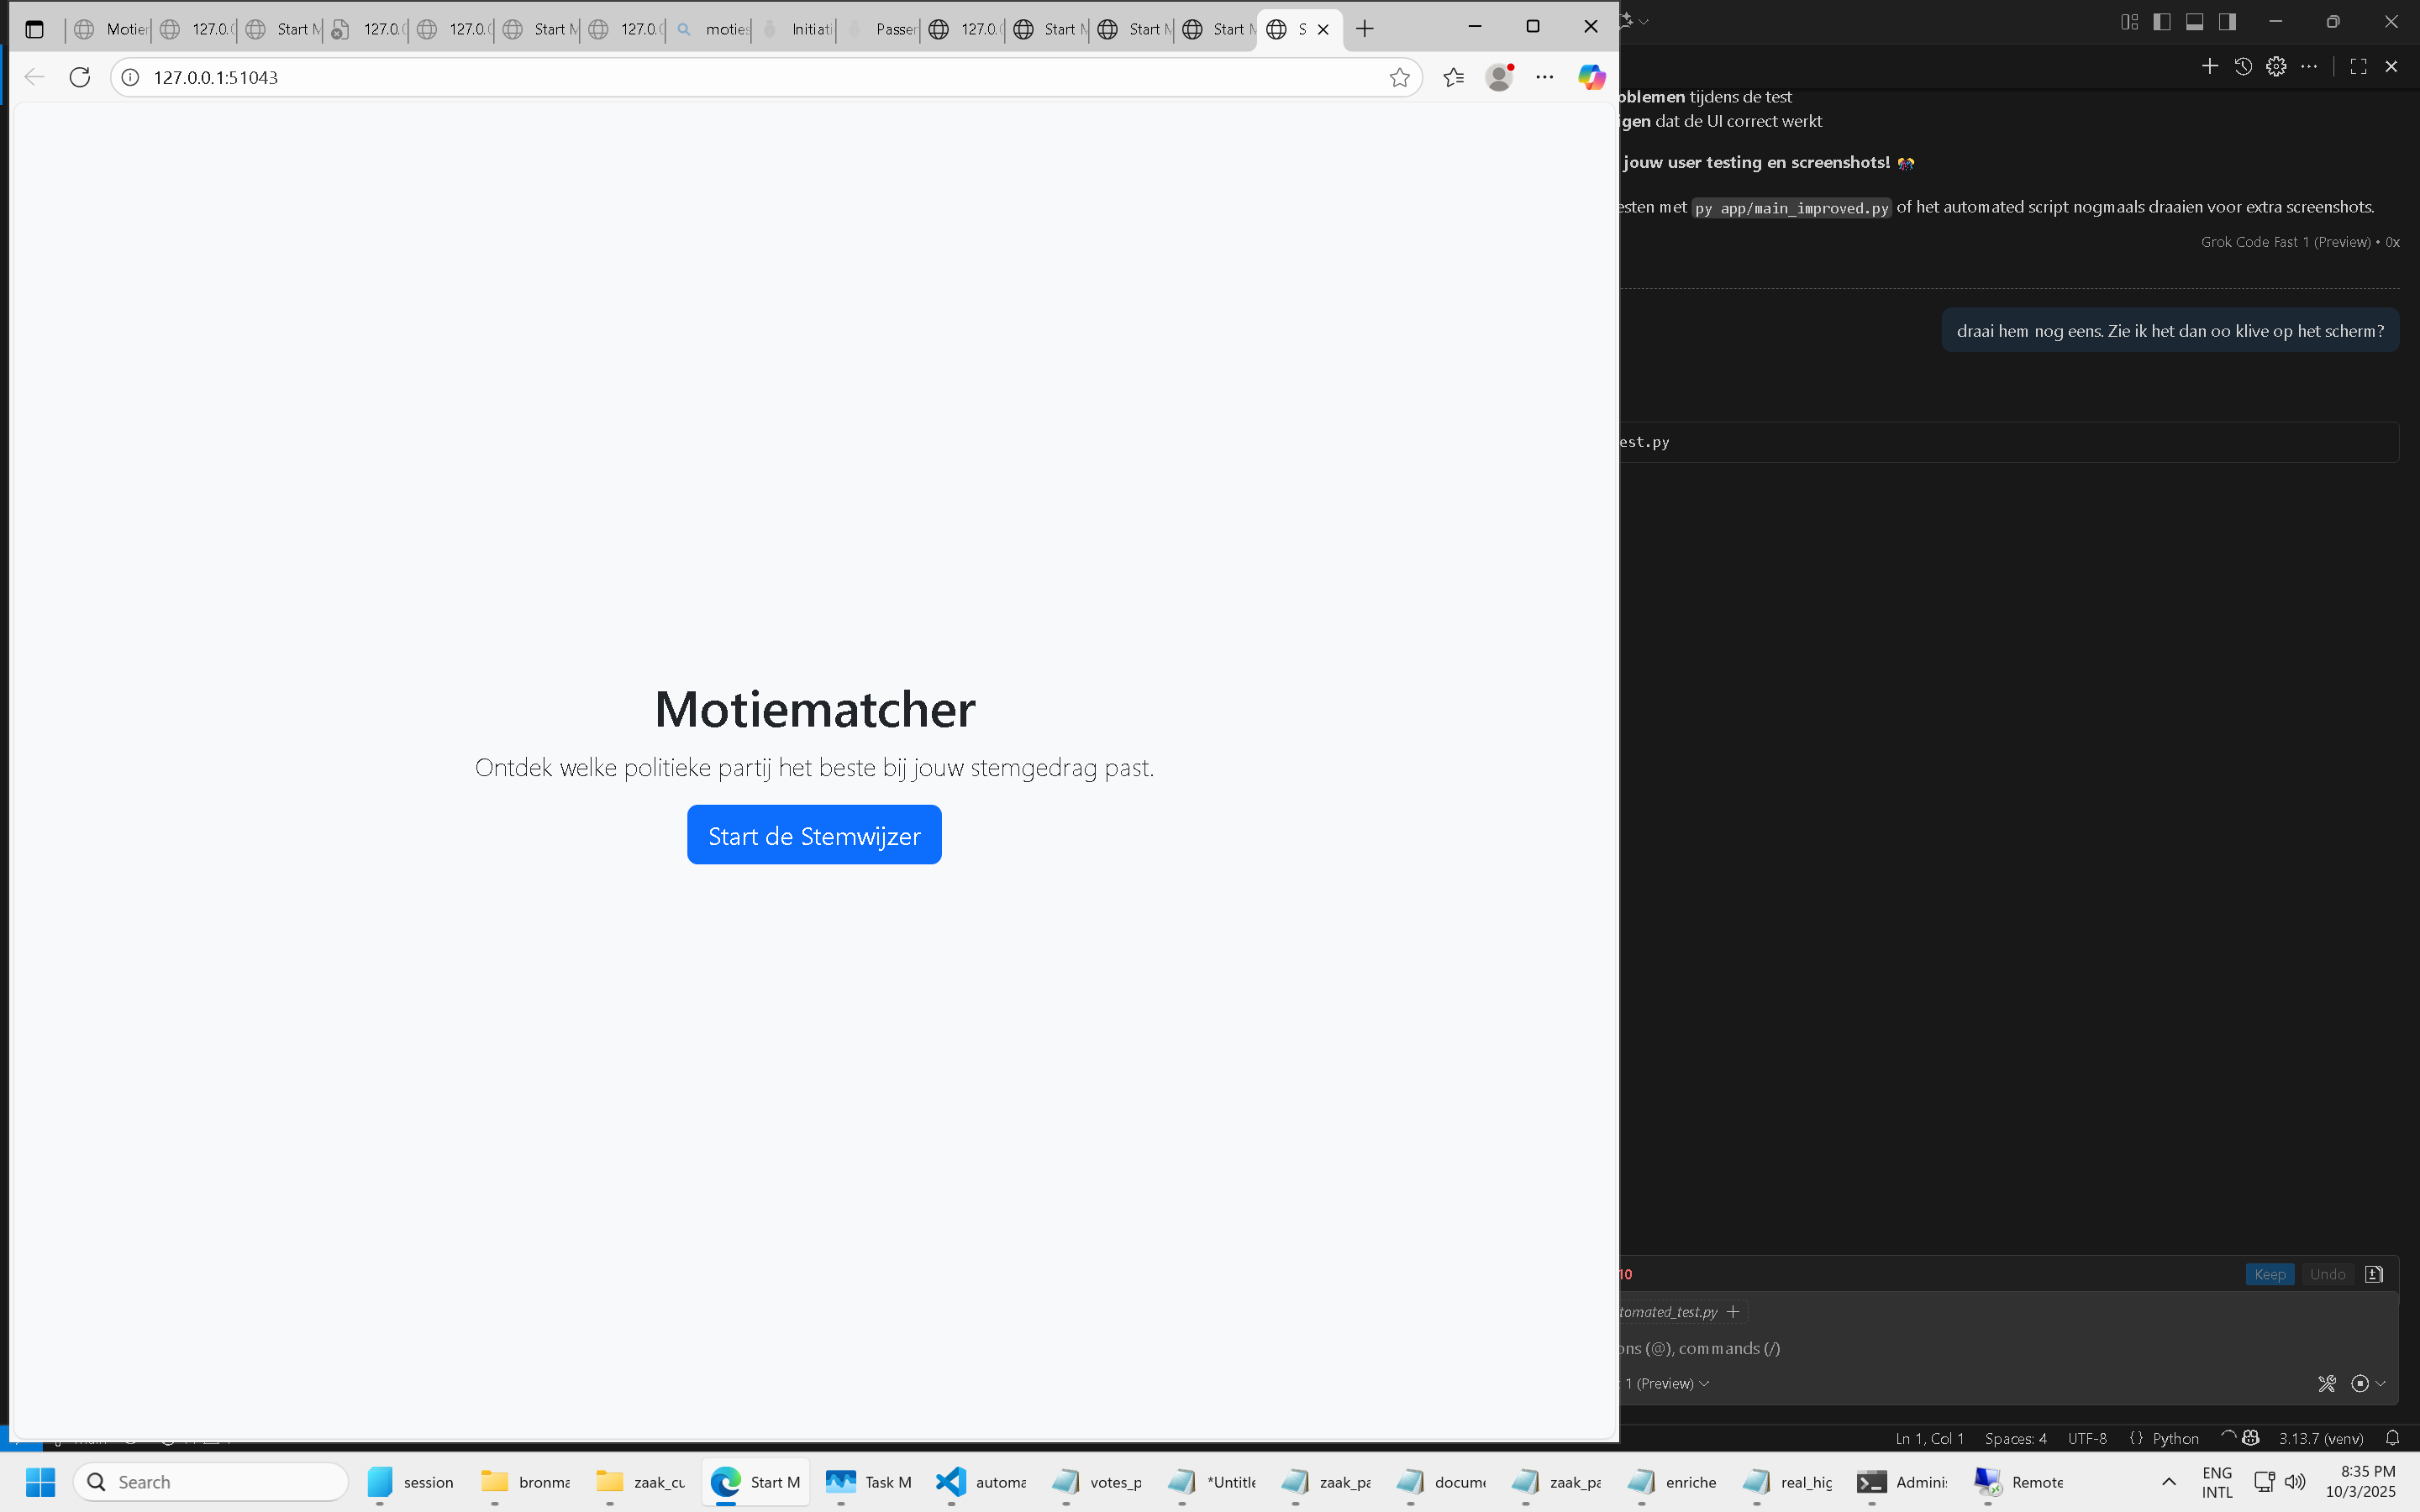 Motier
127.0.(
Start M
127.0.(
127.0.(
Start M
127.0.(
moties
Initiati
Passer
127.0.(
Start M
Start M
Start M
S
127.0.0.1:51043
oblemen tijdens de test
igen dat de UI correct werkt
jouw user testing en screenshots! 🎊
esten met py app/main_improved.py of het automated script nogmaals draaien voor extra screenshots.
Grok Code Fast 1 (Preview) • 0x
draai hem nog eens. Zie ik het dan oo klive op het scherm?
est.py
Motiematcher
Ontdek welke politieke partij het beste bij jouw stemgedrag past.
Start de Stemwijzer
10
Keep
Undo
tomated_test.py
ons (@), commands (/)
1 (Preview)
Ln 1, Col 1
Spaces: 4
UTF-8
{} Python
3.13.7 (venv)
Search
session
bronma
zaak_cu
Start M
Task M
automa
votes_p
*Untitle
zaak_pa
docume
zaak_pa
enriche
real_hig
Adminis
Remote
ENG
INTL
8:35 PM
10/3/2025